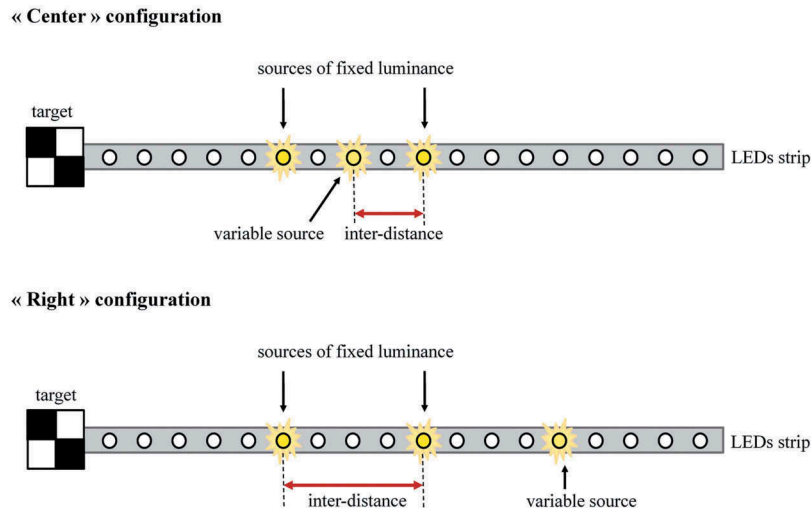 « Center » configuration
sources of fixed luminance
target
LEDs strip
variable source
inter-distance
« Right » configuration
sources of fixed luminance
target
LEDs strip
inter-distance
variable source